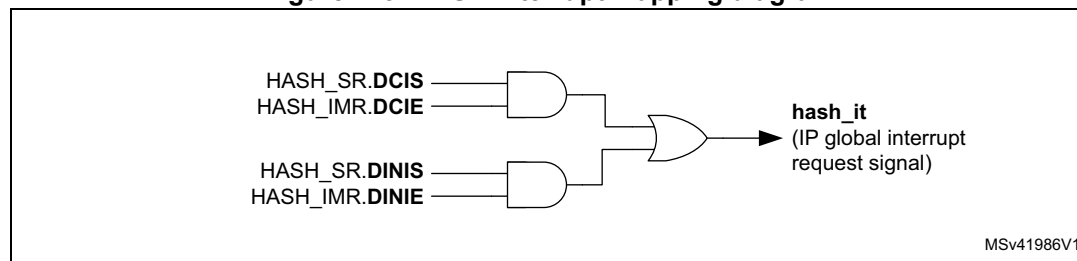 HASH_SR.DCIS
HASH_IMR.DCIE
HASH_SR.DINIS
HASH_IMR.DINIE
hash_it
(IP global interrupt
request signal)
MSv41986V1